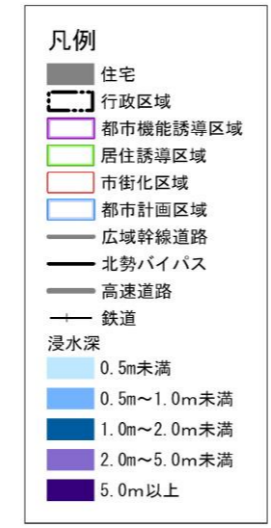 凡例
住宅
行政区域
都市機能誘導区域
居住誘導区域
市街化区域
都市計画区域
広域幹線道路
北勢バイパス
高速道路
鉄道
浸水深
0.5m未満
0.5m～1.0m未満
1.0m～2.0m未満
2.0m～5.0m未満
5.0m以上